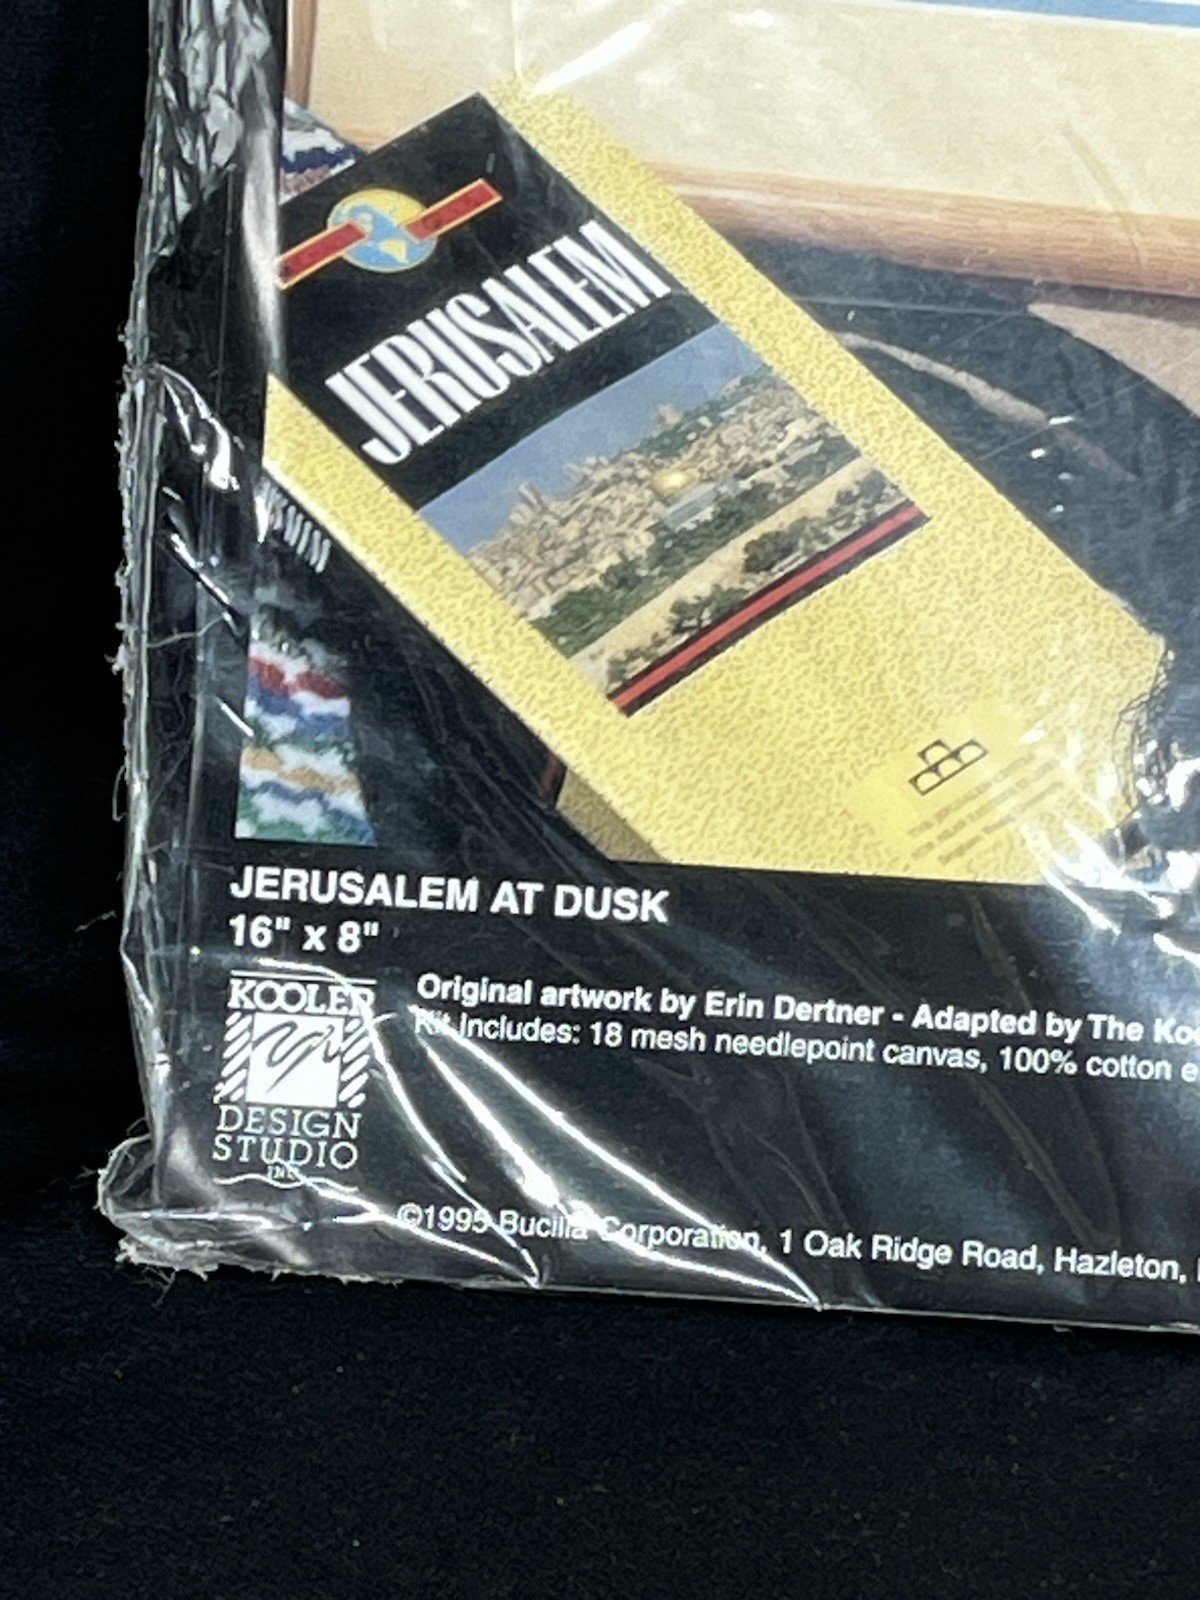 JERUSALEM
JERUSALEM AT DUSK
16" x 8"
KOOLER
DESIGN
STUDIO
INC
Original artwork by Erin Dertner - Adapted by The Ko
Kit Includes: 18 mesh needlepoint canvas, 100% cotton e
©1995 Bucilla Corporation, 1 Oak Ridge Road, Hazleton,